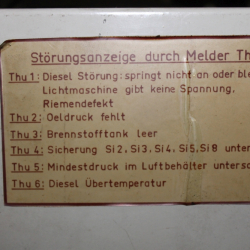 Störungsanzeige durch Melder Th
Thu 1: Diesel Störung: springt nicht an oder ble
Lichtmaschine gibt keine Spannung,
Riemendefekt
Thu 2: Oeldruck fehlt
Thu 3: Brennstofftank leer
Thu 4: Sicherung Si2, Si3, Si4, Si5, Si8 unter
Thu 5: Mindestdruck im Luftbehälter untersc
Thu 6: Diesel Übertemperatur